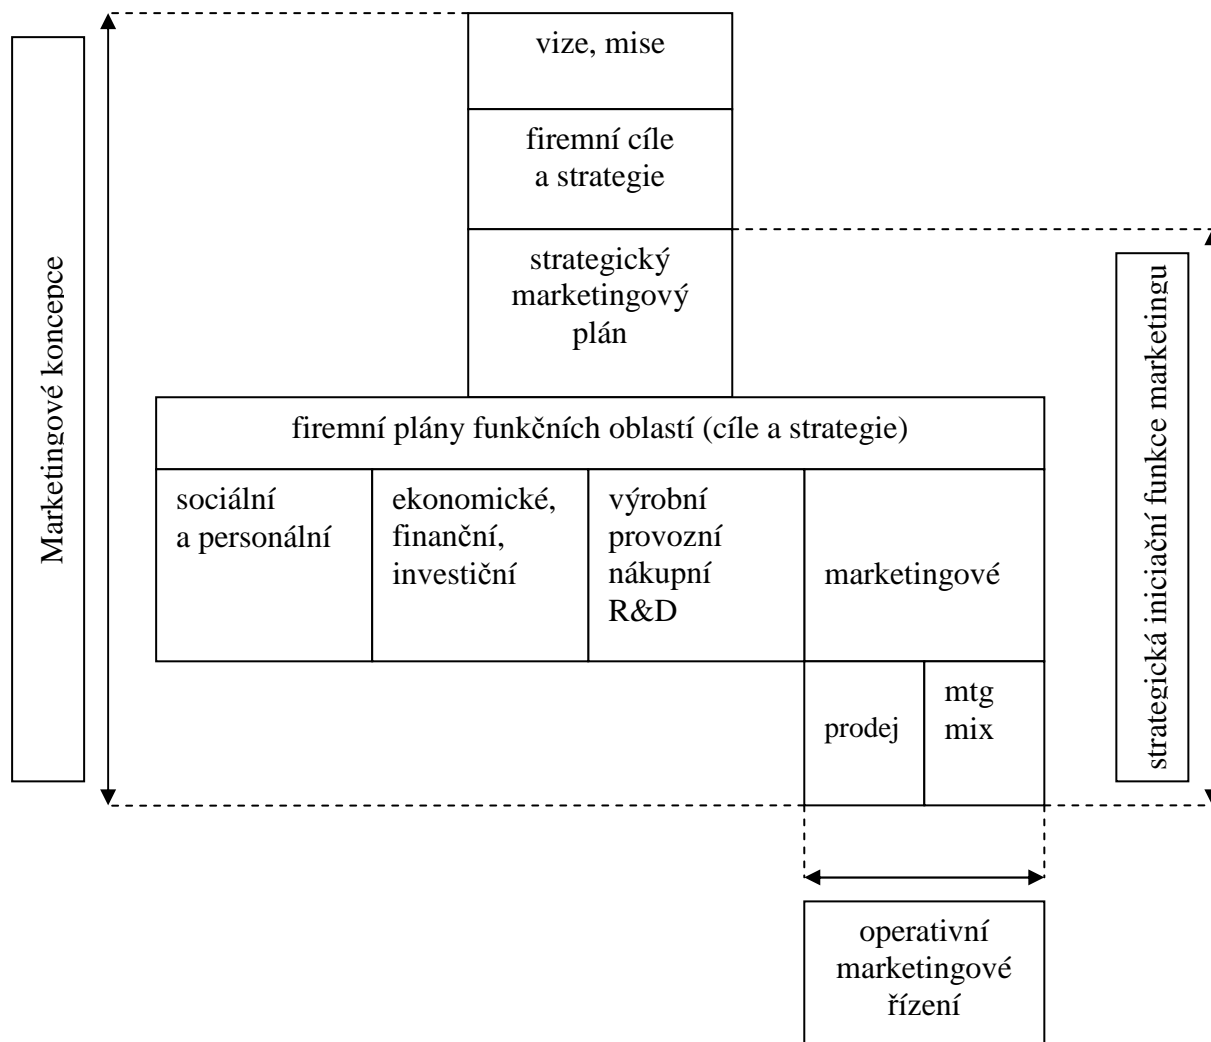 vize, mise
firemní cíle
a strategie
strategický
marketingový
plán
firemní plány funkčních oblastí (cíle a strategie)
sociální
a personální
ekonomické,
finanční,
investiční
výrobní
provozní
nákupní
R&D
marketingové
prodej
mtg
mix
operativní
marketingové
řízení
Marketingové koncepce
strategická iniciační funkce marketingu